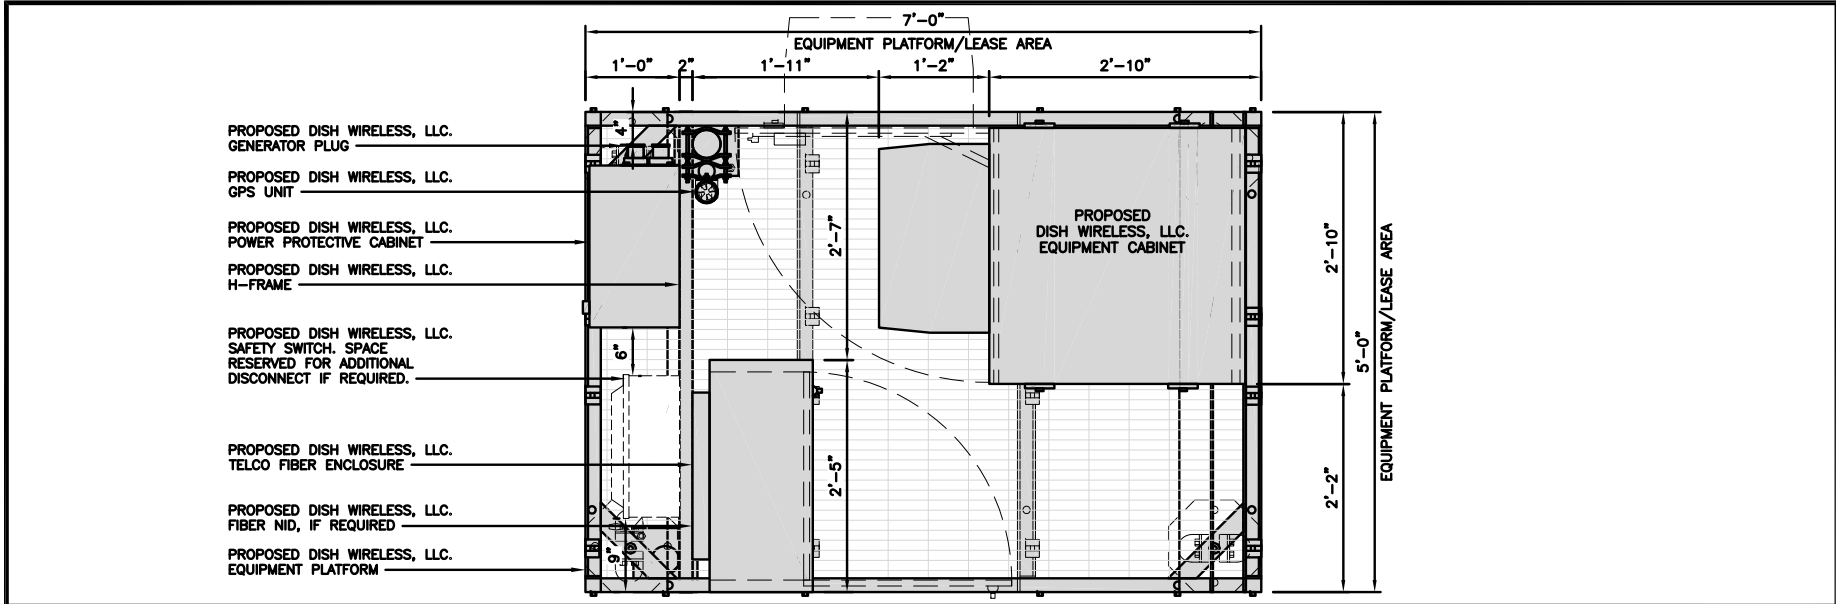 7'-0"
EQUIPMENT PLATFORM/LEASE AREA
1'-0"
2"
1'-11"
1'-2"
2'-10"
PROPOSED DISH WIRELESS, LLC.
GENERATOR PLUG
4"
PROPOSED DISH WIRELESS, LLC.
GPS UNIT
PROPOSED DISH WIRELESS, LLC.
POWER PROTECTIVE CABINET
PROPOSED DISH WIRELESS, LLC.
H-FRAME
PROPOSED DISH WIRELESS, LLC.
SAFETY SWITCH. SPACE
RESERVED FOR ADDITIONAL
DISCONNECT IF REQUIRED.
6"
PROPOSED DISH WIRELESS, LLC.
TELCO FIBER ENCLOSURE
PROPOSED DISH WIRELESS, LLC.
FIBER NID, IF REQUIRED
PROPOSED DISH WIRELESS, LLC.
EQUIPMENT PLATFORM
9"
2'-7"
2'-5"
PROPOSED
DISH WIRELESS, LLC.
EQUIPMENT CABINET
2'-10"
2'-2"
5'-0"
EQUIPMENT PLATFORM/LEASE AREA